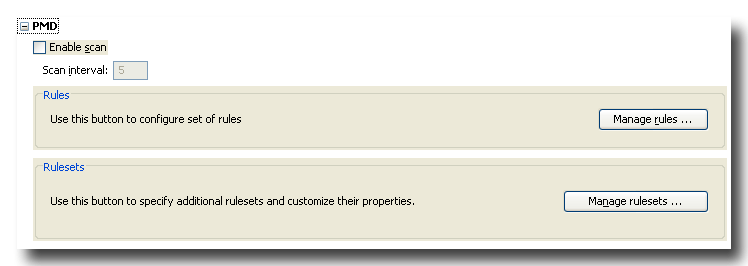 PMD
Enable scan
Scan interval: 5
Rules
Use this button to configure set of rules Manage rules ...
Rulesets
Use this button to specify additional rulesets and customize their properties. Manage rulesets ...